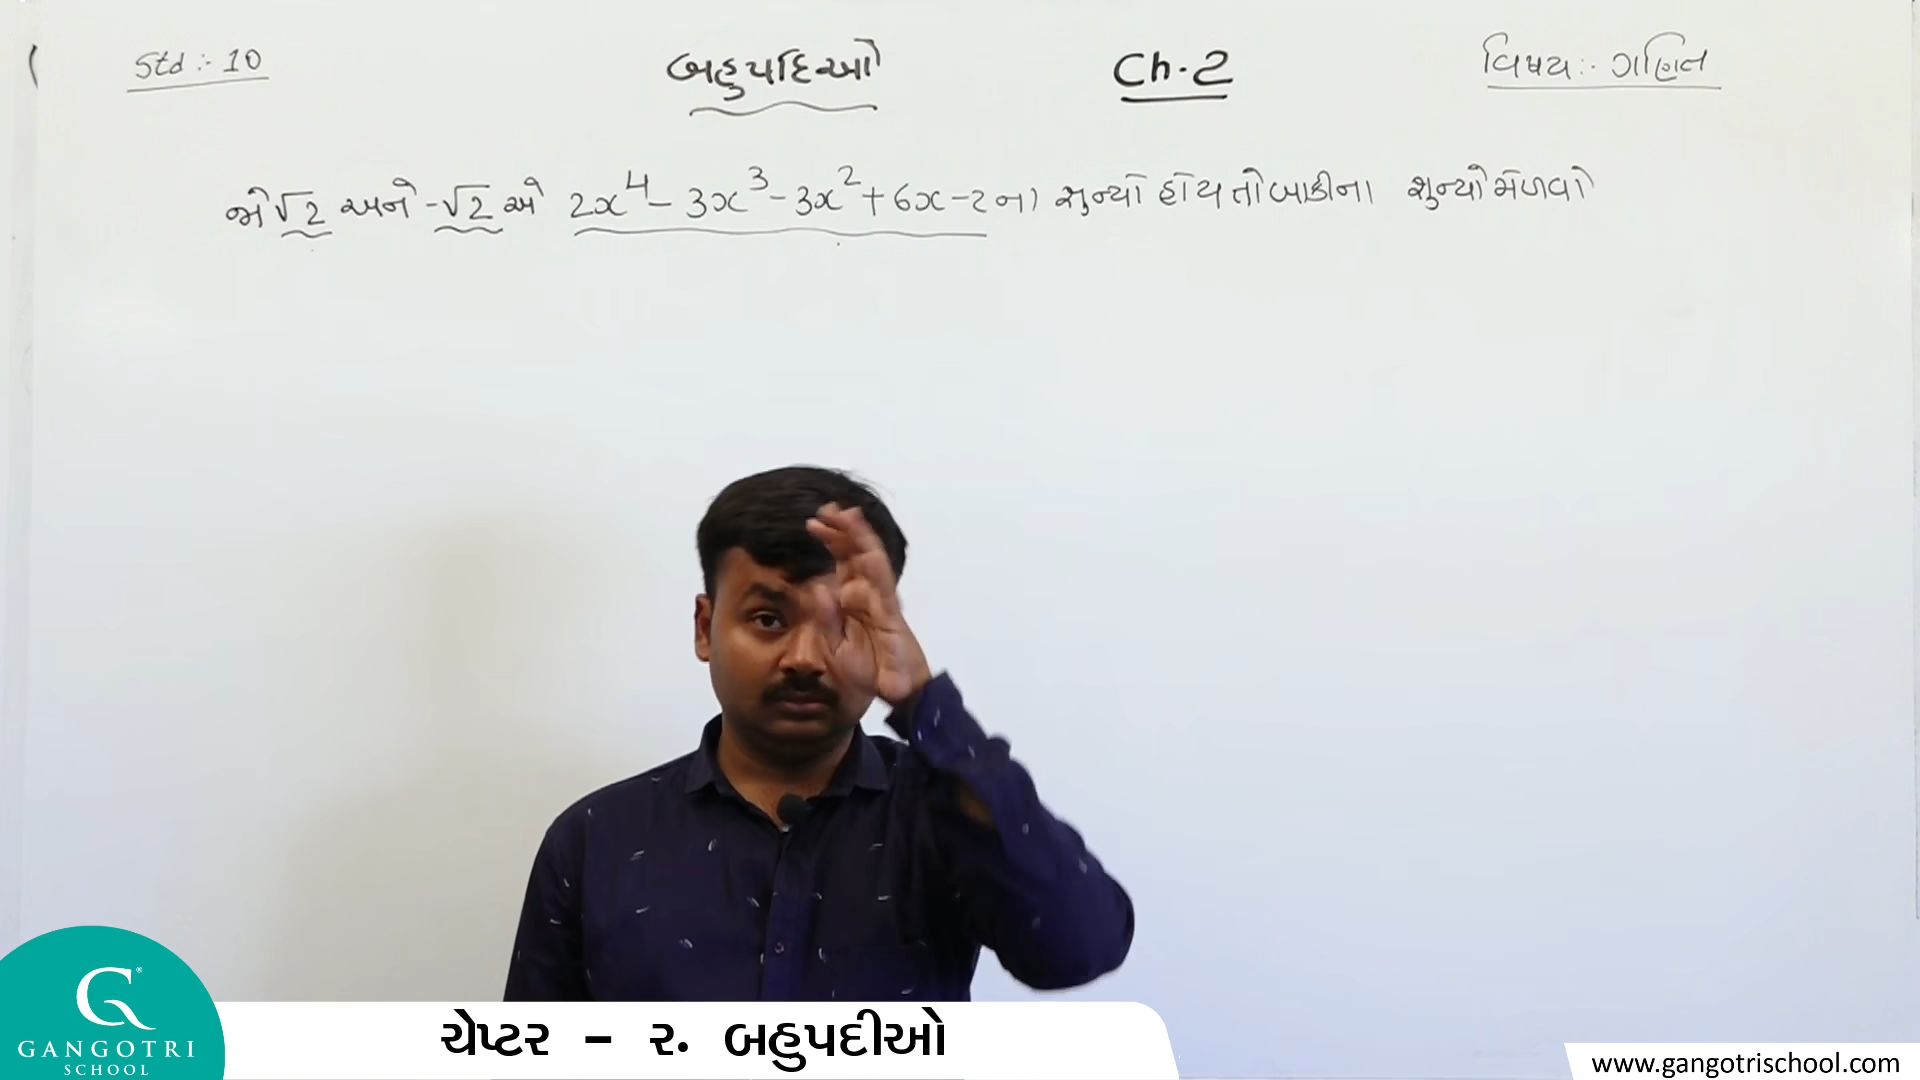 Std :- 10
બહુપદિઓ
Ch.2
વિષય :- ગણિત
જો √2 અને -√2 એ 2x⁴ - 3x³ - 3x² + 6x - 2 ના શુન્યો હોય તો બાકીના શુન્યો મેળવો
GANGOTRI
SCHOOL
ચેપ્ટર – ૨. બહુપદીઓ
www.gangotrischool.com